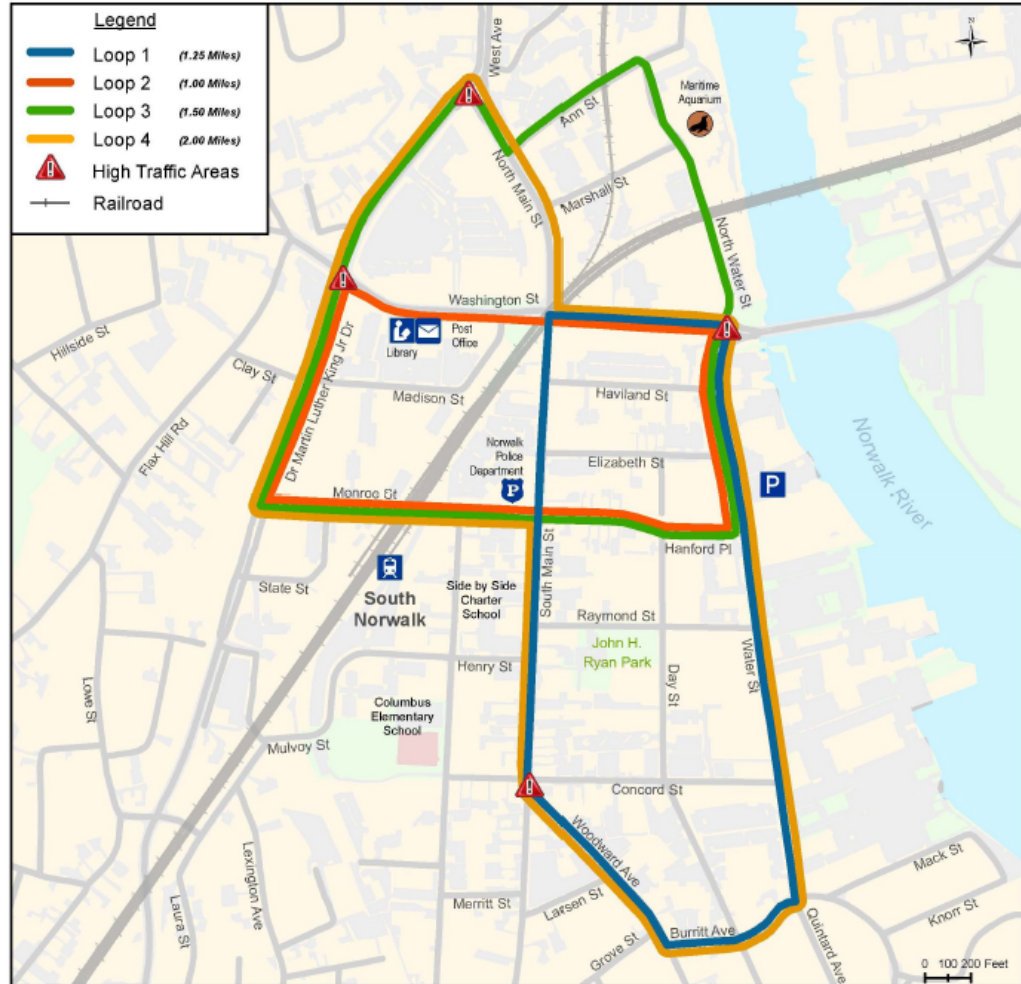 Legend
Loop 1 (1.25 Miles)
Loop 2 (1.00 Miles)
Loop 3 (1.50 Miles)
Loop 4 (2.00 Miles)
High Traffic Areas
Railroad
West Ave
N
Maritime
Aquarium
Ann St
North Main St
Marshall St
North Water St
Washington St
Post
Office
Library
Hillside St
Clay St
Dr Martin Luther King Jr Dr
Madison St
Haviland St
Flax Hill Rd
Norwalk
Police
Department
P
Elizabeth St
P
Norwalk River
Monroe St
Hanford Pl
South Main St
State St
South
Norwalk
Side by Side
Charter
School
Raymond St
John H.
Ryan Park
Water St
Day St
Henry St
Lowe St
Columbus
Elementary
School
Mulvoy St
Concord St
Woodward Ave
Lexington Ave
Laura St
Merritt St
Larsen St
Grove St
Burritt Ave
Quintard Ave
Mack St
Knorr St
0 100 200 Feet